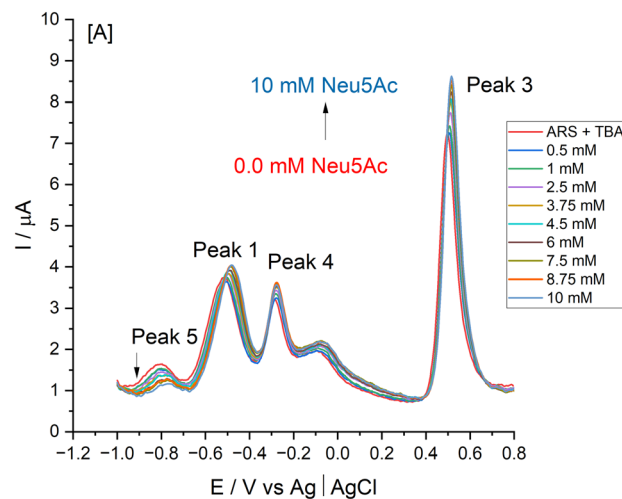 [A]
10 mM Neu5Ac
0.0 mM Neu5Ac
Peak 3
Peak 1
Peak 4
Peak 5
ARS + TBA
0.5 mM
1 mM
2.5 mM
3.75 mM
4.5 mM
6 mM
7.5 mM
8.75 mM
10 mM
I / µA
10
9
8
7
6
5
4
3
2
1
0
−1.0 −0.8 −0.6 −0.4 −0.2 0.0 0.2 0.4 0.6 0.8
E / V vs Ag | AgCl